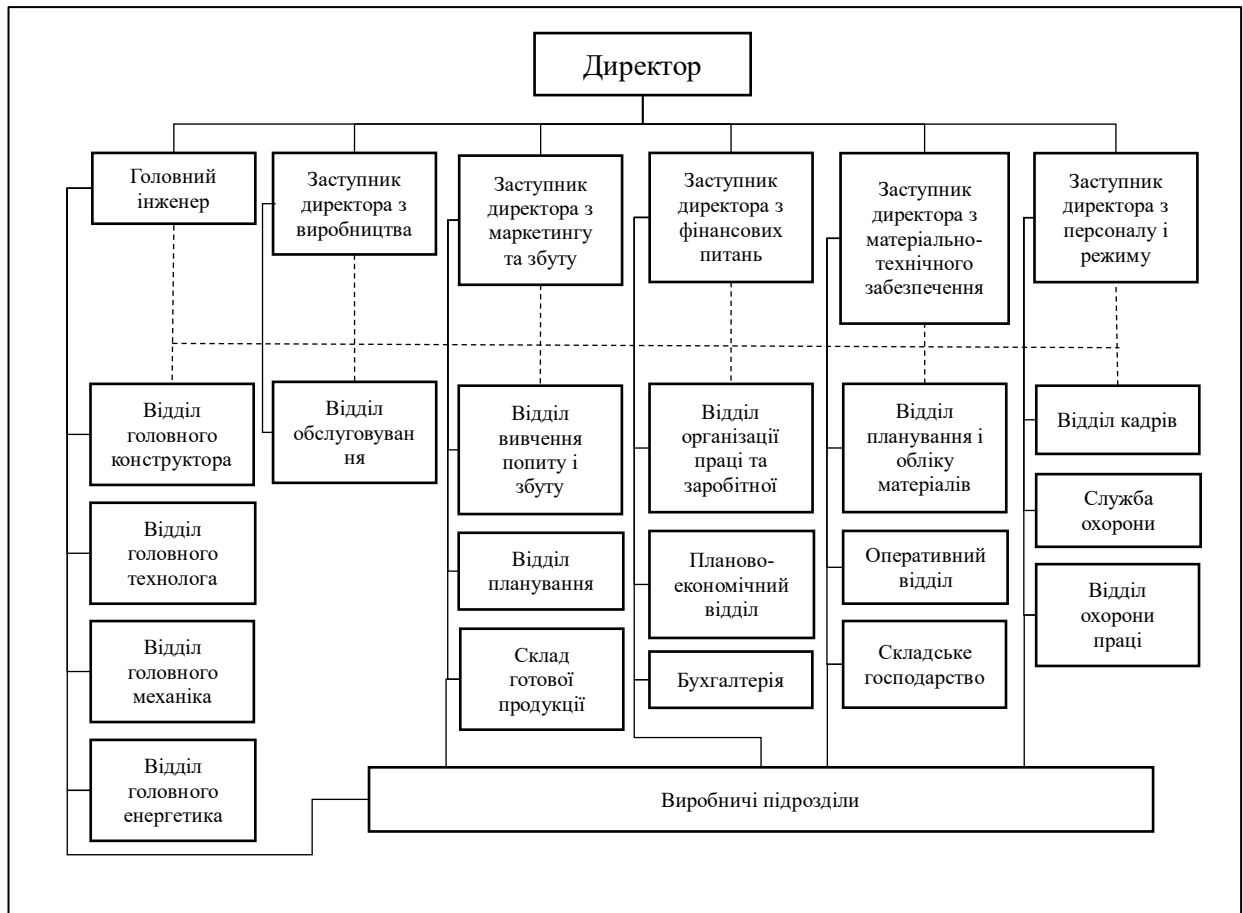 Директор
Головний
інженер
Заступник
директора з
виробництва
Заступник
директора з
маркетингу
та збуту
Заступник
директора з
фінансових
питань
Заступник
директора з
матеріально-
технічного
забезпечення
Заступник
директора з
персоналу і
режиму
Відділ
головного
конструктора
Відділ
обслуговуван
ня
Відділ
вивчення
попиту і
збуту
Відділ
організації
праці та
заробітної
Відділ
планування і
обліку
матеріалів
Відділ кадрів
Відділ
головного
технолога
Відділ
планування
Планово-
економічний
відділ
Оперативний
відділ
Служба
охорони
Відділ
головного
механіка
Склад
готової
продукції
Бухгалтерія
Складське
господарство
Відділ
охорони
праці
Відділ
головного
енергетика
Виробничі підрозділи